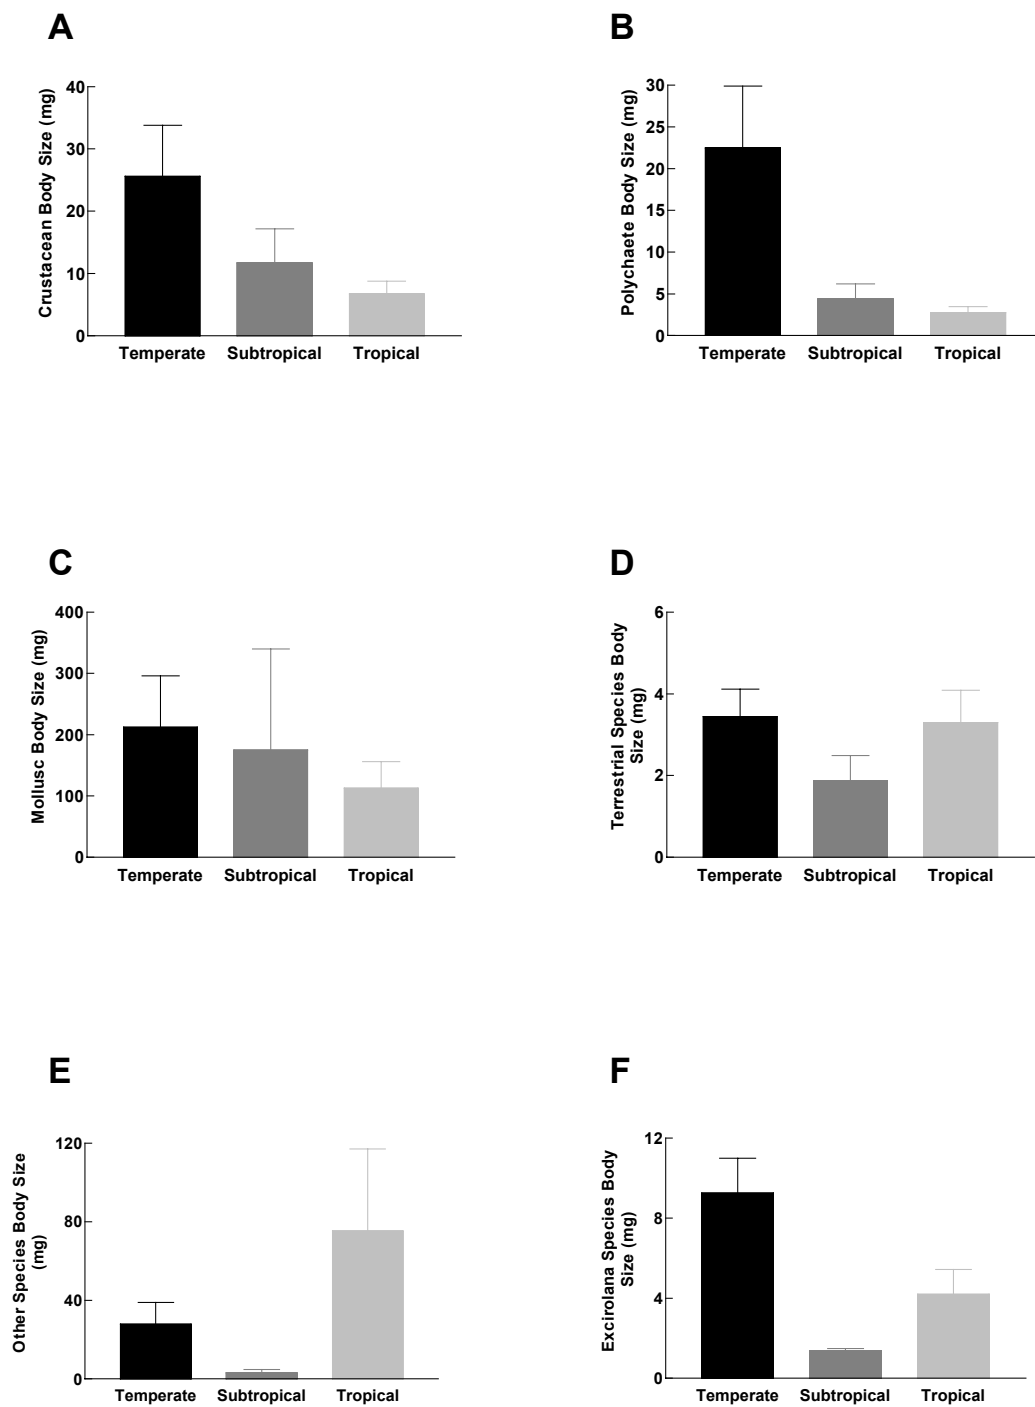 A
Crustacean Body Size (mg)
40
30
20
10
0
Temperate Subtropical Tropical
B
Polychaete Body Size (mg)
30
25
20
15
10
5
0
Temperate Subtropical Tropical
C
Mollusc Body Size (mg)
400
300
200
100
0
Temperate Subtropical Tropical
D
Terrestrial Species Body
Size (mg)
6
4
2
0
Temperate Subtropical Tropical
E
Other Species Body Size
(mg)
120
80
40
0
Temperate Subtropical Tropical
F
Excirolana Species Body
Size (mg)
12
8
4
0
Temperate Subtropical Tropical